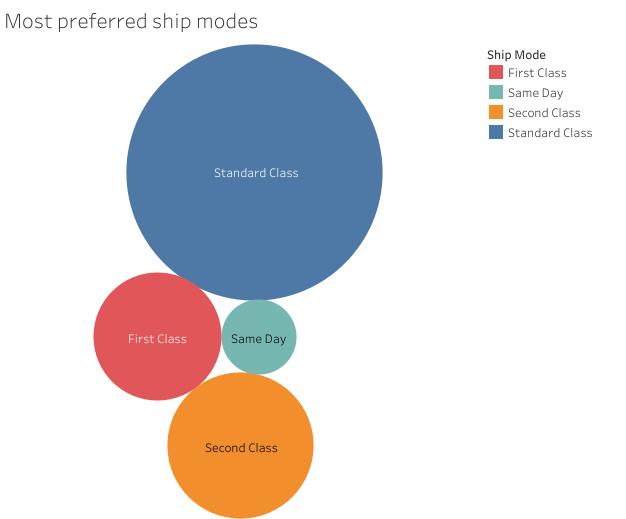 Most preferred ship modes
Ship Mode
First Class
Same Day
Second Class
Standard Class
Standard Class
First Class
Same Day
Second Class